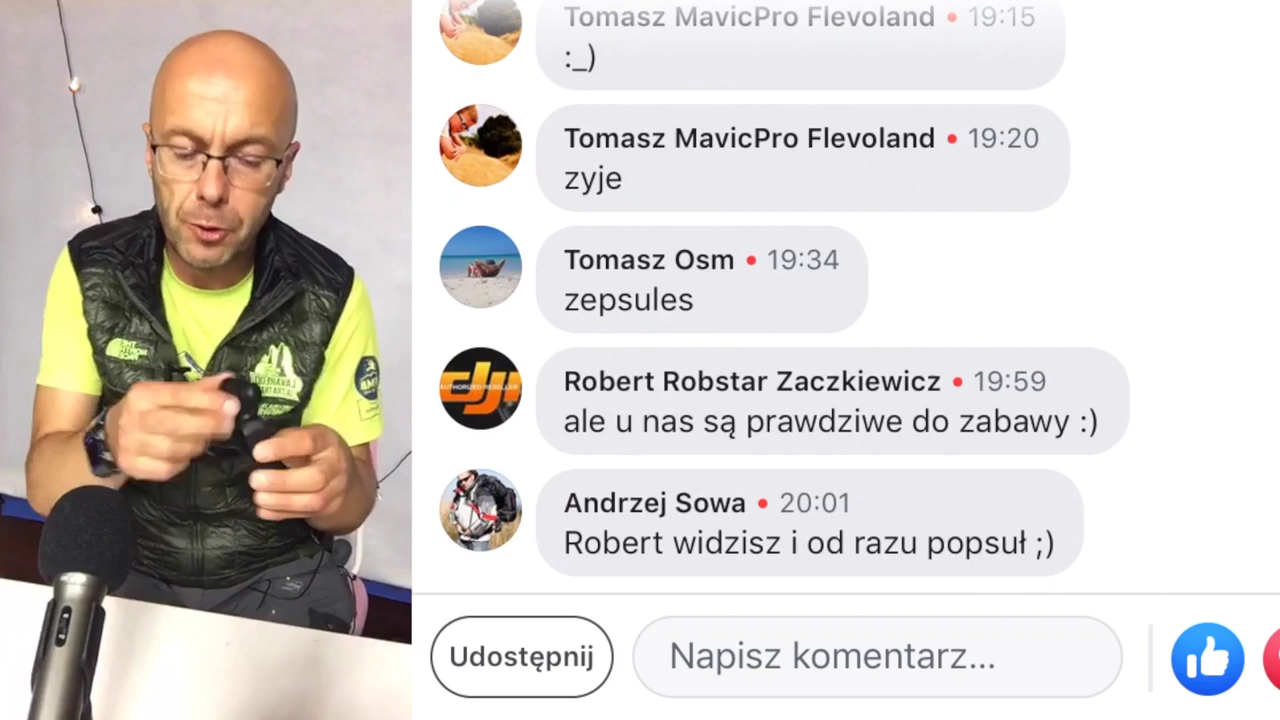 Tomasz MavicPro Flevoland • 19:15
:_)
Tomasz MavicPro Flevoland • 19:20
zyje
Tomasz Osm • 19:34
zepsules
AUTHORIZED RESELLER
dji
Robert Robstar Zaczkiewicz • 19:59
ale u nas są prawdziwe do zabawy :)
Andrzej Sowa • 20:01
Robert widzisz i od razu popsuł ;)
Udostępnij
Napisz komentarz...